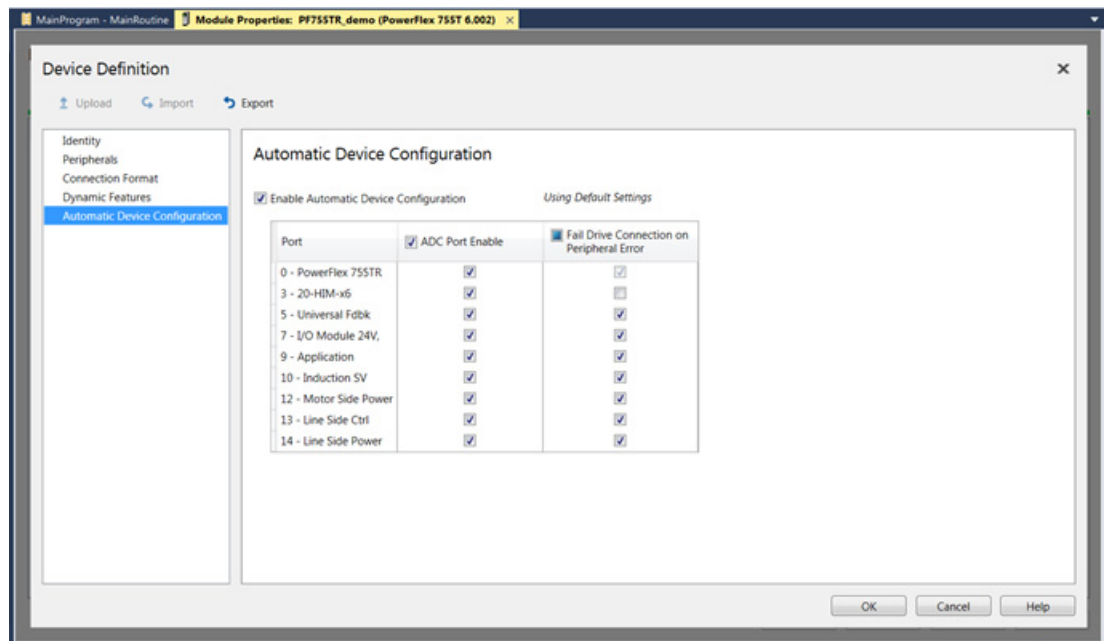 MainProgram - MainRoutine
Module Properties: PF755TR_demo (PowerFlex 755T 6.002)
Device Definition
Upload Import Export
Identity
Peripherals
Connection Format
Dynamic Features
Automatic Device Configuration
Automatic Device Configuration
Enable Automatic Device Configuration
Using Default Settings
Port
ADC Port Enable
Fail Drive Connection on
Peripheral Error
0 - PowerFlex 755TR
3 - 20-HIM-x6
5 - Universal Fdbk
7 - I/O Module 24V,
9 - Application
10 - Induction SV
12 - Motor Side Power
13 - Line Side Ctrl
14 - Line Side Power
OK Cancel Help